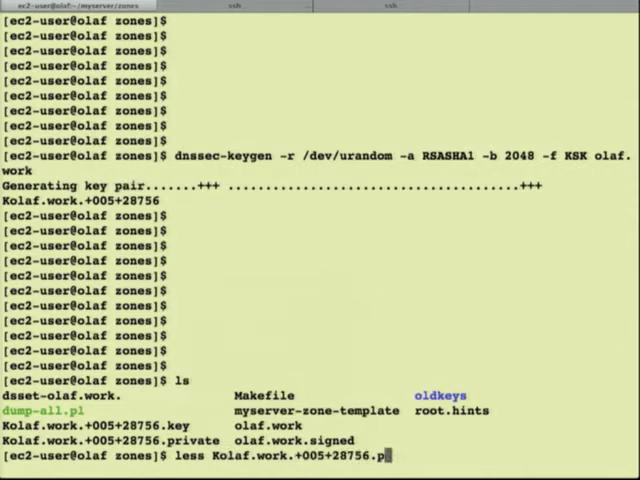 ec2-user@olaf:~/myserver/zones ssh ssh
[ec2-user@olaf zones]$
[ec2-user@olaf zones]$
[ec2-user@olaf zones]$
[ec2-user@olaf zones]$
[ec2-user@olaf zones]$
[ec2-user@olaf zones]$
[ec2-user@olaf zones]$
[ec2-user@olaf zones]$
[ec2-user@olaf zones]$
[ec2-user@olaf zones]$ dnssec-keygen -r /dev/urandom -a RSASHA1 -b 2048 -f KSK olaf.
work
Generating key pair.......+++ .......................................+++
Kolaf.work.+005+28756
[ec2-user@olaf zones]$
[ec2-user@olaf zones]$
[ec2-user@olaf zones]$
[ec2-user@olaf zones]$
[ec2-user@olaf zones]$
[ec2-user@olaf zones]$
[ec2-user@olaf zones]$
[ec2-user@olaf zones]$
[ec2-user@olaf zones]$
[ec2-user@olaf zones]$
[ec2-user@olaf zones]$
[ec2-user@olaf zones]$ ls
dsset-olaf.work. Makefile oldkeys
dump-all.pl myserver-zone-template root.hints
Kolaf.work.+005+28756.key olaf.work
Kolaf.work.+005+28756.private olaf.work.signed
[ec2-user@olaf zones]$ less Kolaf.work.+005+28756.p